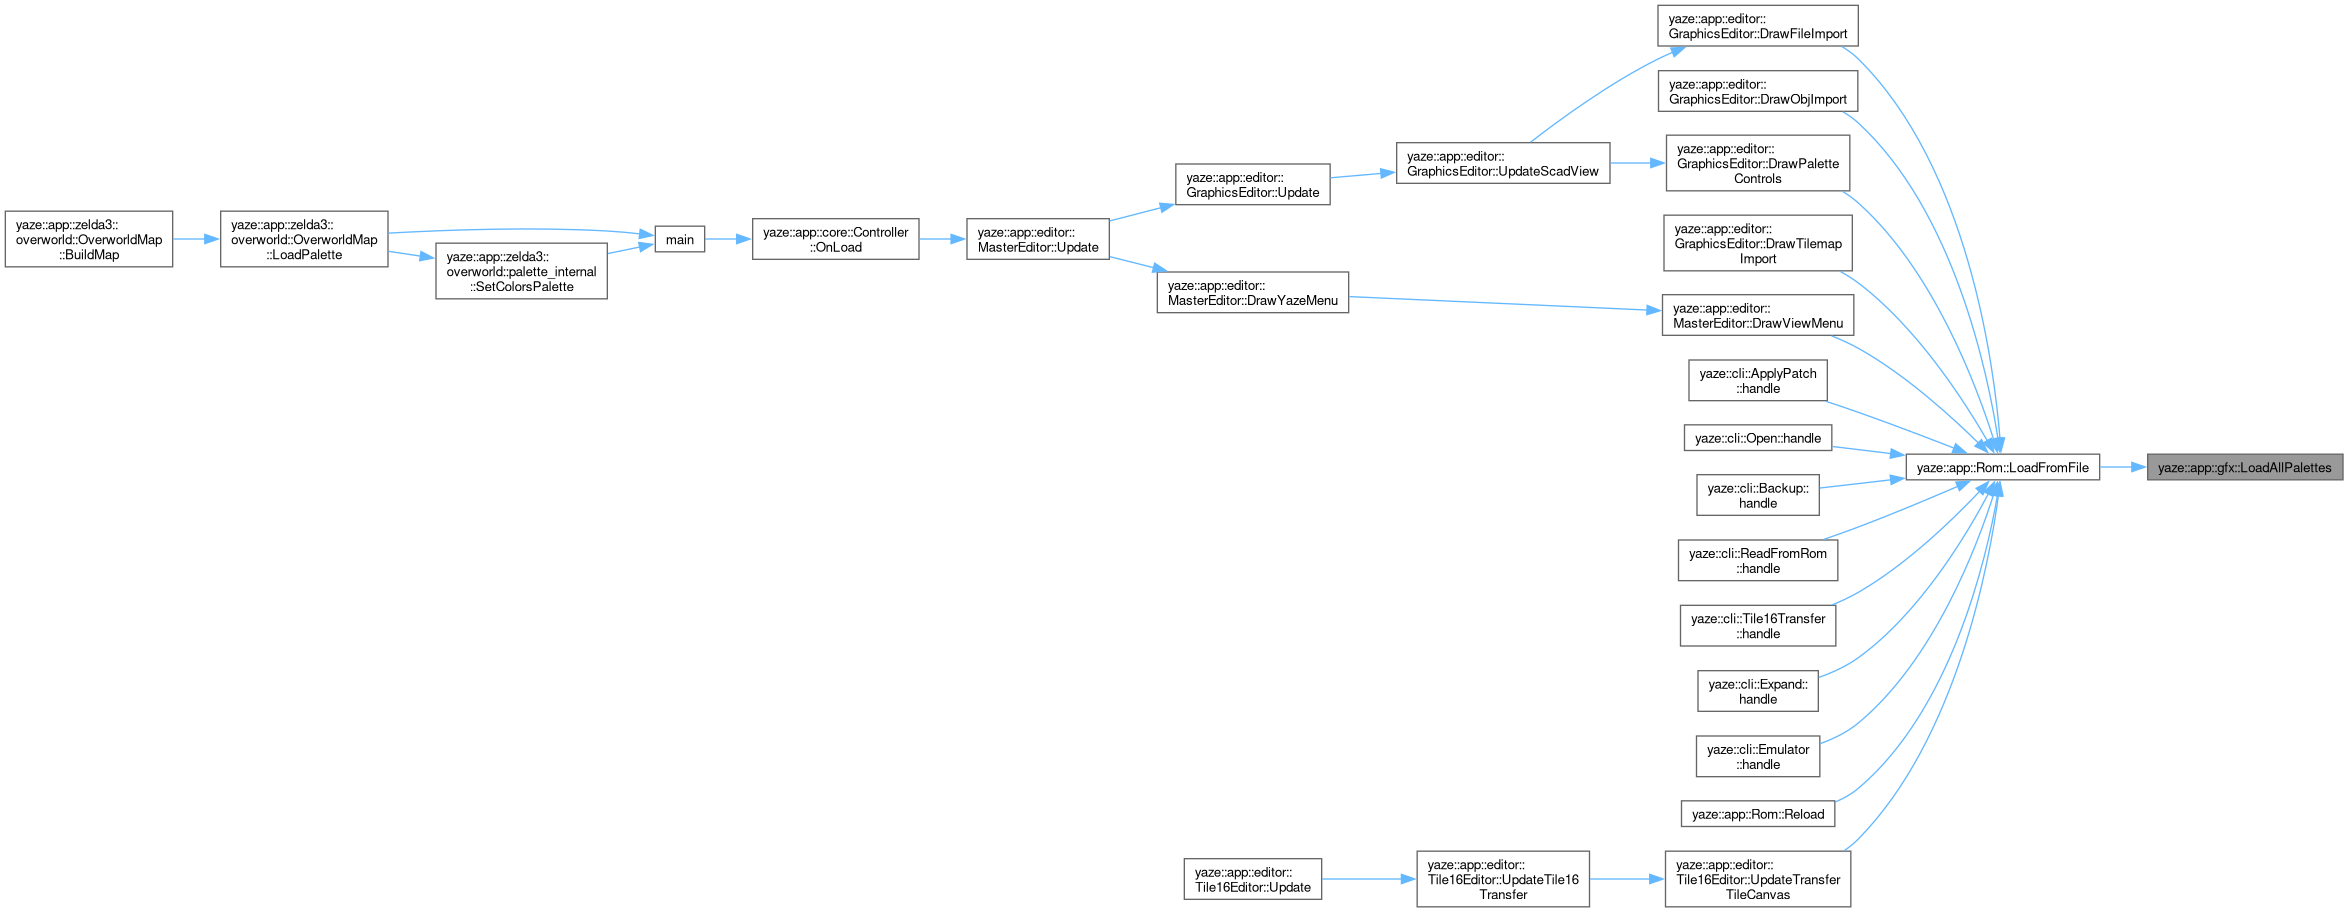 yaze::app::zelda3::
overworld::OverworldMap
::BuildMap
yaze::app::zelda3::
overworld::OverworldMap
::LoadPalette
yaze::app::zelda3::
overworld::palette_internal
::SetColorsPalette
main
yaze::app::core::Controller
::OnLoad
yaze::app::editor::
MasterEditor::Update
yaze::app::editor::
GraphicsEditor::Update
yaze::app::editor::
MasterEditor::DrawYazeMenu
yaze::app::editor::
GraphicsEditor::UpdateScadView
yaze::app::editor::
GraphicsEditor::DrawFileImport
yaze::app::editor::
GraphicsEditor::DrawObjImport
yaze::app::editor::
GraphicsEditor::DrawPalette
Controls
yaze::app::editor::
GraphicsEditor::DrawTilemap
Import
yaze::app::editor::
MasterEditor::DrawViewMenu
yaze::cli::ApplyPatch
::handle
yaze::cli::Open::handle
yaze::cli::Backup::
handle
yaze::cli::ReadFromRom
::handle
yaze::cli::Tile16Transfer
::handle
yaze::cli::Expand::
handle
yaze::cli::Emulator
::handle
yaze::app::Rom::Reload
yaze::app::editor::
Tile16Editor::UpdateTransfer
TileCanvas
yaze::app::editor::
Tile16Editor::UpdateTile16
Transfer
yaze::app::editor::
Tile16Editor::Update
yaze::app::Rom::LoadFromFile
yaze::app::gfx::LoadAllPalettes